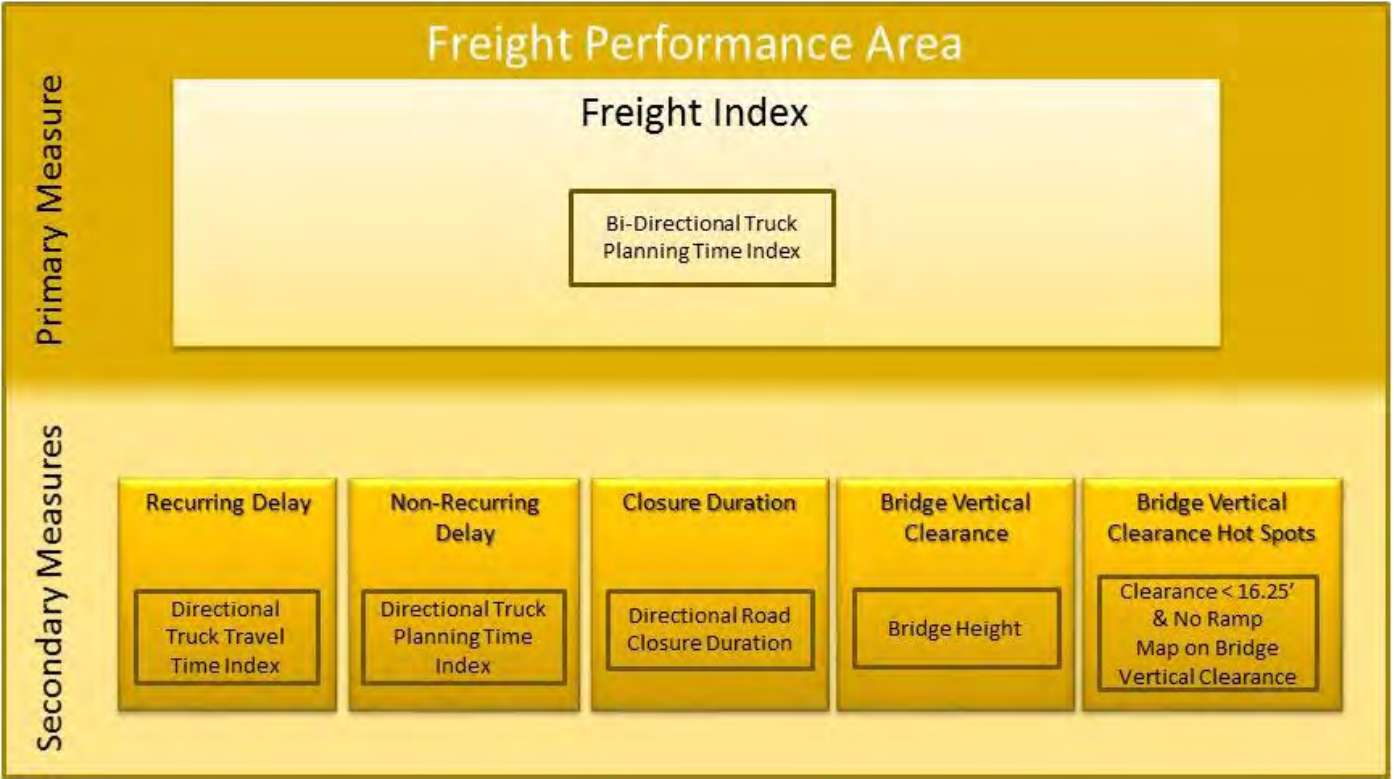 Freight Performance Area
Primary Measure
Freight Index
Bi-Directional Truck
Planning Time Index
Secondary Measures
Recurring Delay
Directional
Truck Travel
Time Index
Non-Recurring
Delay
Directional Truck
Planning Time
Index
Closure Duration
Directional Road
Closure Duration
Bridge Vertical
Clearance
Bridge Height
Bridge Vertical
Clearance Hot Spots
Clearance < 16.25’
& No Ramp
Map on Bridge
Vertical Clearance